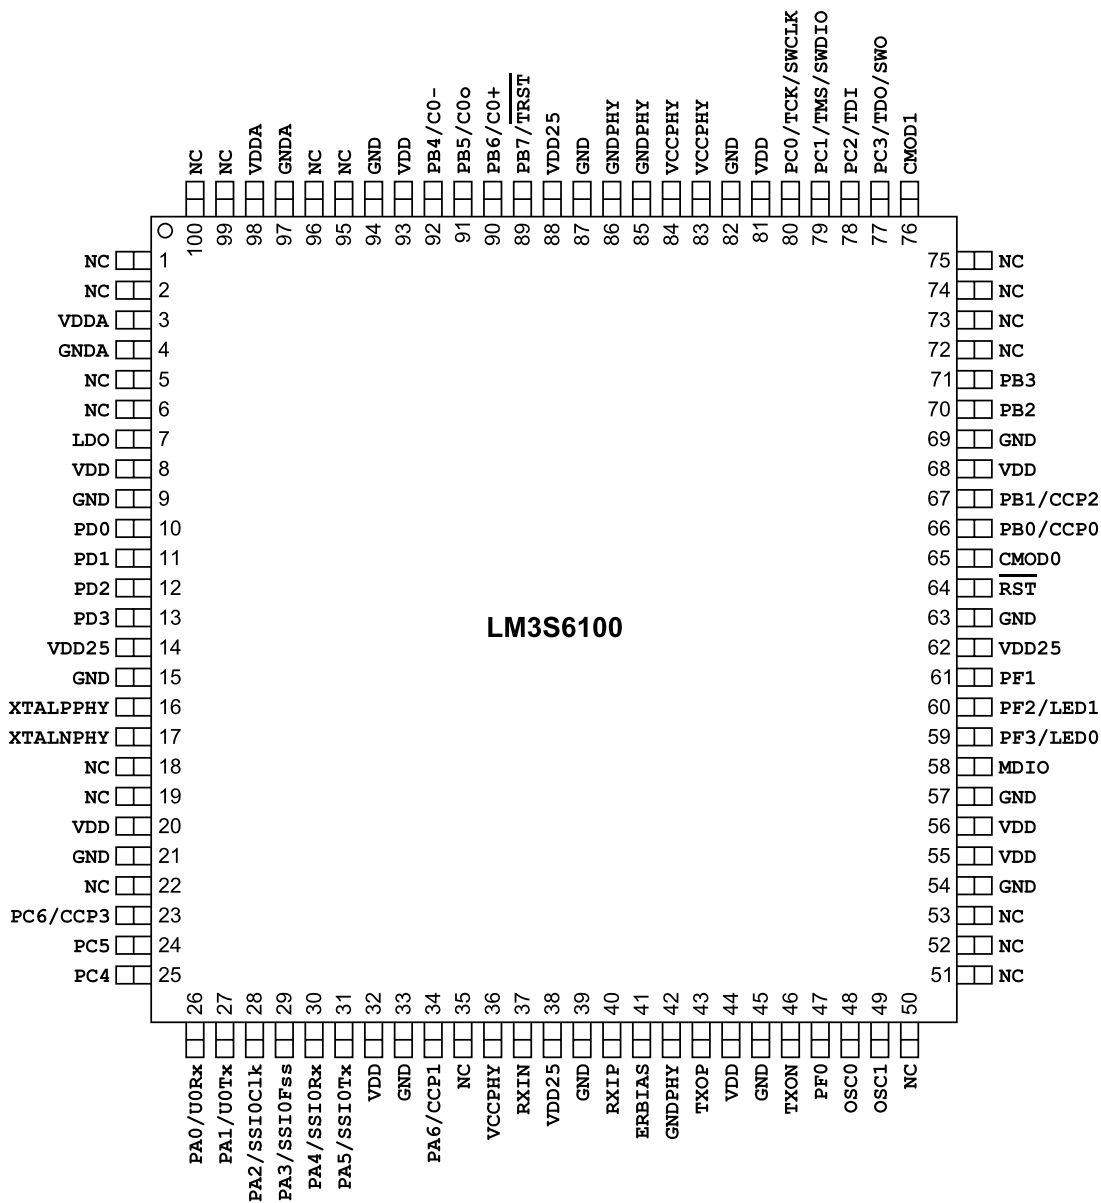 NC
NC
VDDA
GNDA
NC
NC
GND
VDD
PB4/C0-
PB5/C0o
PB6/C0+
PB7/TRST
VDD25
GND
GNDPHY
GNDPHY
VCCPHY
VCCPHY
GND
VDD
PC0/TCK/SWCLK
PC1/TMS/SWDIO
PC2/TDI
PC3/TDO/SWO
CMOD1
100
99
98
97
96
95
94
93
92
91
90
89
88
87
86
85
84
83
82
81
80
79
78
77
76
NC 1
NC 2
VDDA 3
GNDA 4
NC 5
NC 6
LDO 7
VDD 8
GND 9
PD0 10
PD1 11
PD2 12
PD3 13
VDD25 14
GND 15
XTALPPHY 16
XTALNPHY 17
NC 18
NC 19
VDD 20
GND 21
NC 22
PC6/CCP3 23
PC5 24
PC4 25
LM3S6100
75 NC
74 NC
73 NC
72 NC
71 PB3
70 PB2
69 GND
68 VDD
67 PB1/CCP2
66 PB0/CCP0
65 CMOD0
64 RST
63 GND
62 VDD25
61 PF1
60 PF2/LED1
59 PF3/LED0
58 MDIO
57 GND
56 VDD
55 VDD
54 GND
53 NC
52 NC
51 NC
26
27
28
29
30
31
32
33
34
35
36
37
38
39
40
41
42
43
44
45
46
47
48
49
50
PA0/U0Rx
PA1/U0Tx
PA2/SSI0Clk
PA3/SSI0Fss
PA4/SSI0Rx
PA5/SSI0Tx
VDD
GND
PA6/CCP1
NC
VCCPHY
RXIN
VDD25
GND
RXIP
ERBIAS
GNDPHY
TXOP
VDD
GND
TXON
PF0
OSC0
OSC1
NC